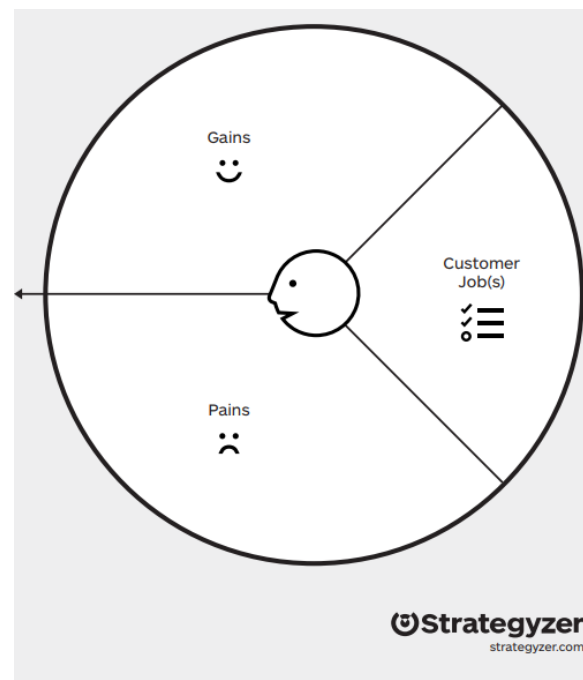 Gains
Customer
Job(s)
Pains
Strategyzer
strategyzer.com